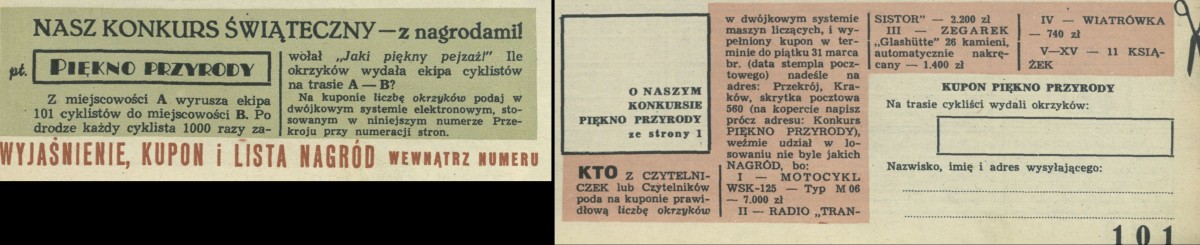 NASZ KONKURS ŚWIĄTECZNY — z nagrodami!
pt. PIĘKNO PRZYRODY
Z miejscowości A wyrusza ekipa
101 cyklistów do miejscowości B. Po
drodze każdy cyklista 1000 razy za-
wołał „Jaki piękny pejzaż!" Ile
okrzyków wydała ekipa cyklistów
na trasie A — B?
Na kuponie liczbę okrzyków podaj w
dwójkowym systemie elektronowym, sto-
sowanym w niniejszym numerze Prze-
kroju przy numeracji stron.
WYJAŚNIENIE, KUPON i LISTA NAGRÓD WEWNĄTRZ NUMERU
O NASZYM
KONKURSIE
PIĘKNO PRZYRODY
ze strony 1
KTO Z CZYTELNI-
CZEK lub Czytelników
poda na kuponie prawi-
dłową liczbę okrzyków
w dwójkowym systemie
maszyn liczących, i wy-
pełniony kupon w ter-
minie do piątku 31 marca
br. (data stempla pocz-
towego) nadeśle na
adres: Przekrój, Kra-
ków, skrytka pocztowa
560 (na kopercie napisz
prócz adresu: Konkurs
PIĘKNO PRZYRODY),
weźmie udział w lo-
sowaniu nie byle jakich
NAGRÓD, bo:
I — MOTOCYKL
WSK-125 — Typ M 06
— 7.000 zł
II — RADIO „TRAN-
SISTOR" — 2.200 zł
III — ZEGAREK
„Glashütte" 26 kamieni,
automatycznie nakrę-
cany — 1.400 zł
IV — WIATRÓWKA
— 740 zł
V—XV — 11 KSIĄ-
ŻEK
KUPON PIĘKNO PRZYRODY
Na trasie cykliści wydali okrzyków:
Nazwisko, imię i adres wysyłającego:
101